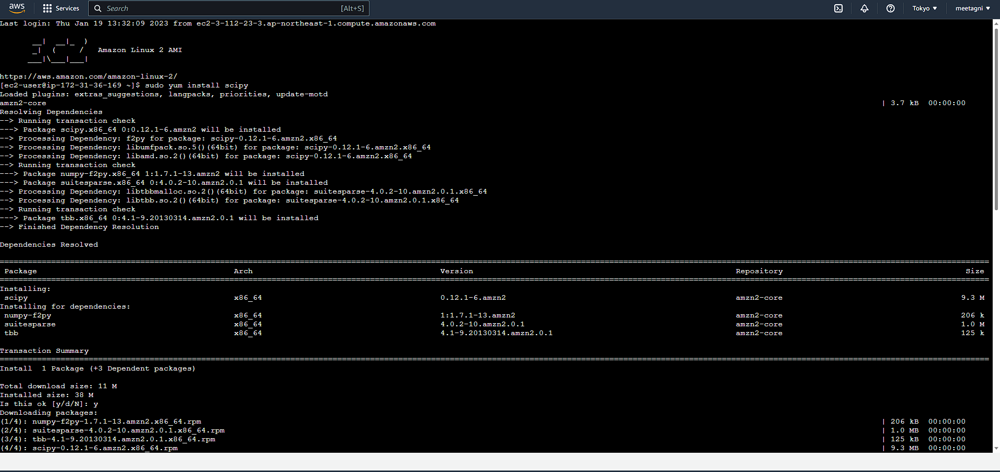 aws Services Search [Alt+S] Tokyo meetagni
Last login: Thu Jan 19 13:32:09 2023 from ec2-3-112-23-3.ap-northeast-1.compute.amazonaws.com
__|  __|_  )
_|  (     /   Amazon Linux 2 AMI
___|\___|___|
https://aws.amazon.com/amazon-linux-2/
[ec2-user@ip-172-31-36-169 ~]$ sudo yum install scipy
Loaded plugins: extras_suggestions, langpacks, priorities, update-motd
amzn2-core | 3.7 kB 00:00:00
Resolving Dependencies
--> Running transaction check
---> Package scipy.x86_64 0:0.12.1-6.amzn2 will be installed
--> Processing Dependency: f2py for package: scipy-0.12.1-6.amzn2.x86_64
--> Processing Dependency: libumfpack.so.5()(64bit) for package: scipy-0.12.1-6.amzn2.x86_64
--> Processing Dependency: libamd.so.2()(64bit) for package: scipy-0.12.1-6.amzn2.x86_64
--> Running transaction check
---> Package numpy-f2py.x86_64 1:1.7.1-13.amzn2 will be installed
---> Package suitesparse.x86_64 0:4.0.2-10.amzn2.0.1 will be installed
--> Processing Dependency: libtbbmalloc.so.2()(64bit) for package: suitesparse-4.0.2-10.amzn2.0.1.x86_64
--> Processing Dependency: libtbb.so.2()(64bit) for package: suitesparse-4.0.2-10.amzn2.0.1.x86_64
--> Running transaction check
---> Package tbb.x86_64 0:4.1-9.20130314.amzn2.0.1 will be installed
--> Finished Dependency Resolution
Dependencies Resolved
Package Arch Version Repository Size
Installing:
scipy x86_64 0.12.1-6.amzn2 amzn2-core 9.3 M
Installing for dependencies:
numpy-f2py x86_64 1:1.7.1-13.amzn2 amzn2-core 206 k
suitesparse x86_64 4.0.2-10.amzn2.0.1 amzn2-core 1.0 M
tbb x86_64 4.1-9.20130314.amzn2.0.1 amzn2-core 125 k
Transaction Summary
Install  1 Package (+3 Dependent packages)
Total download size: 11 M
Installed size: 38 M
Is this ok [y/d/N]: y
Downloading packages:
(1/4): numpy-f2py-1.7.1-13.amzn2.x86_64.rpm | 206 kB 00:00:00
(2/4): suitesparse-4.0.2-10.amzn2.0.1.x86_64.rpm | 1.0 MB 00:00:00
(3/4): tbb-4.1-9.20130314.amzn2.0.1.x86_64.rpm | 125 kB 00:00:00
(4/4): scipy-0.12.1-6.amzn2.x86_64.rpm | 9.3 MB 00:00:00